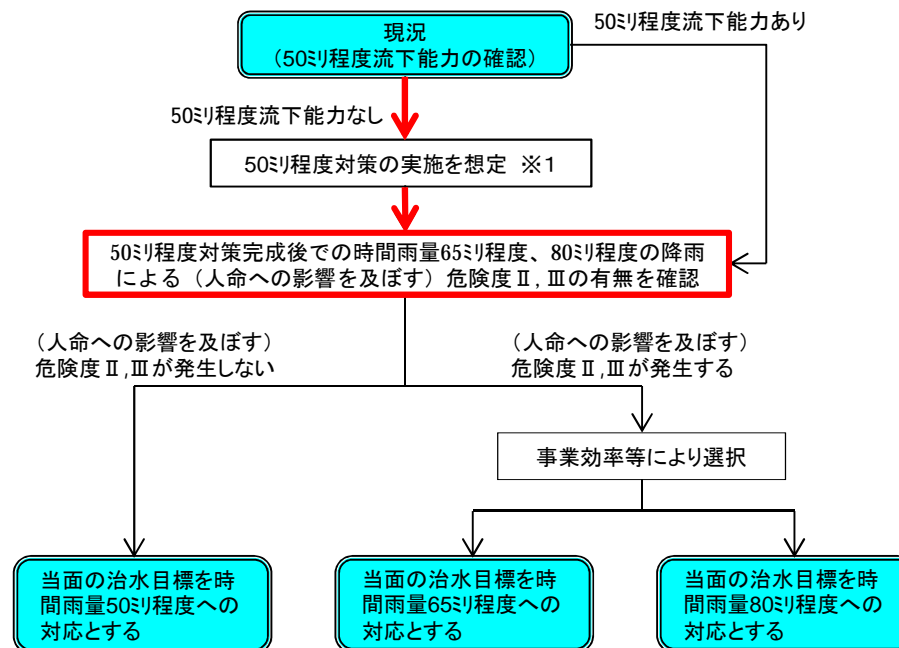 50ミリ程度流下能力あり
現況
（50ミリ程度流下能力の確認）
50ミリ程度流下能力なし
50ミリ程度対策の実施を想定 ※1
50ミリ程度対策完成後での時間雨量65ミリ程度、80ミリ程度の降雨
による（人命への影響を及ぼす）危険度Ⅱ,Ⅲの有無を確認
（人命への影響を及ぼす）
危険度Ⅱ,Ⅲが発生しない
（人命への影響を及ぼす）
危険度Ⅱ,Ⅲが発生する
事業効率等により選択
当面の治水目標を時
間雨量50ミリ程度への
対応とする
当面の治水目標を時
間雨量65ミリ程度への
対応とする
当面の治水目標を時
間雨量80ミリ程度への
対応とする